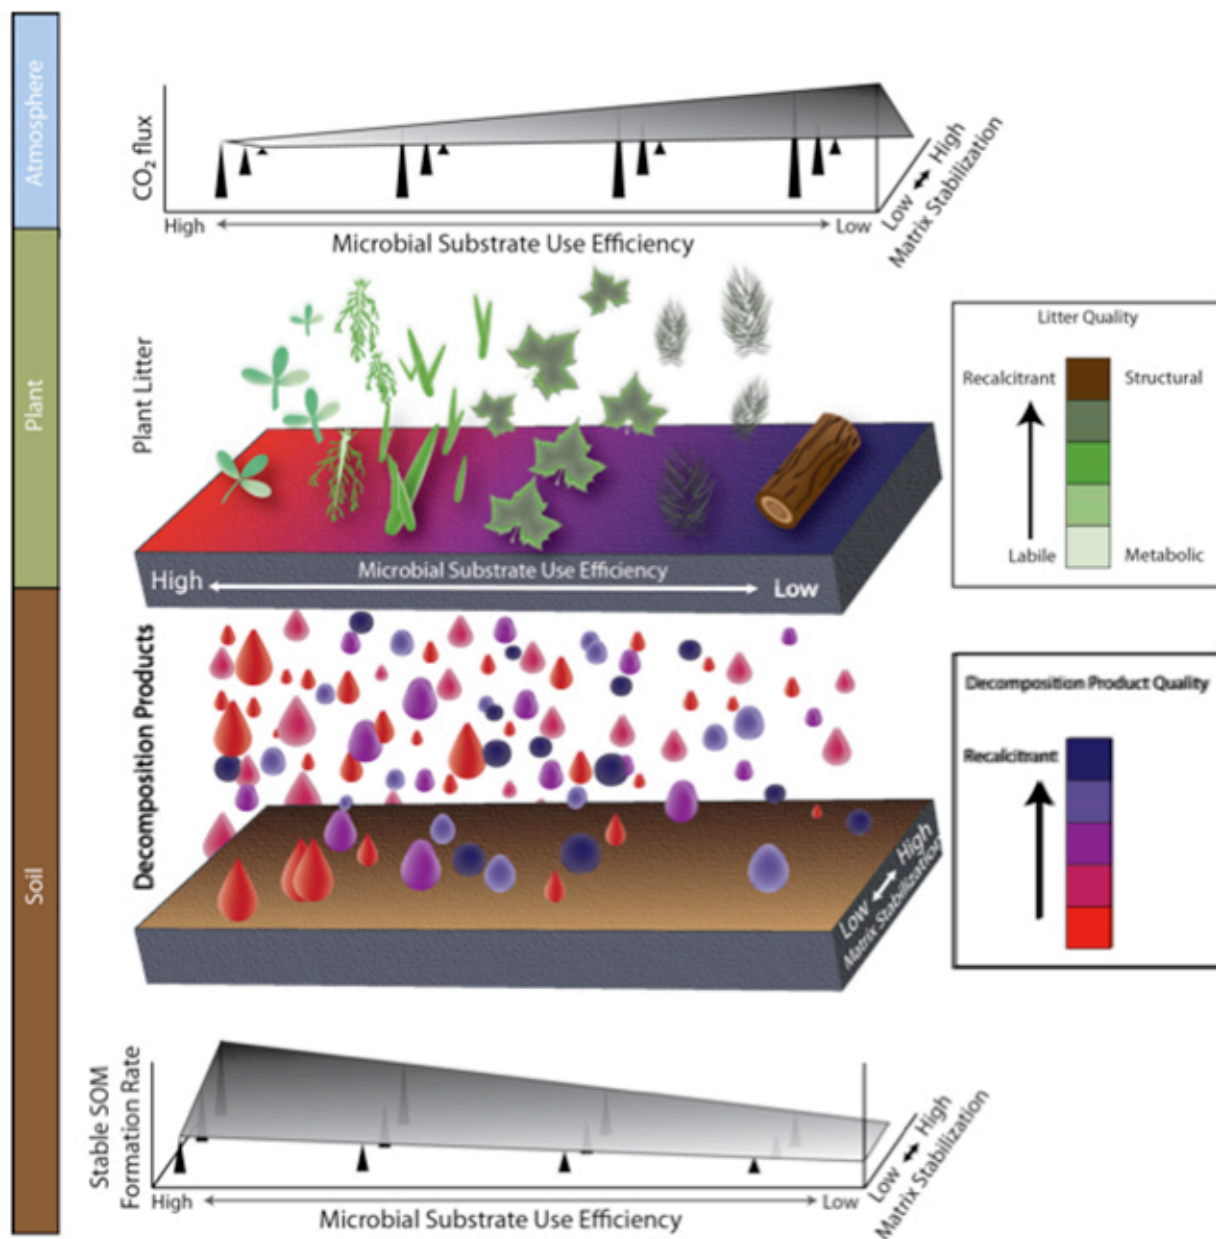 Atmosphere
CO₂ flux
High
Low
Microbial Substrate Use Efficiency
Low High
Matrix Stabilization
Plant
Plant Litter
High
Microbial Substrate Use Efficiency
Low
Litter Quality
Recalcitrant
Structural
Labile
Metabolic
Soil
Decomposition Products
Low High
Matrix Stabilization
Decomposition Product Quality
Recalcitrant
Stable SOM
Formation Rate
High
Low
Microbial Substrate Use Efficiency
Low High
Matrix Stabilization